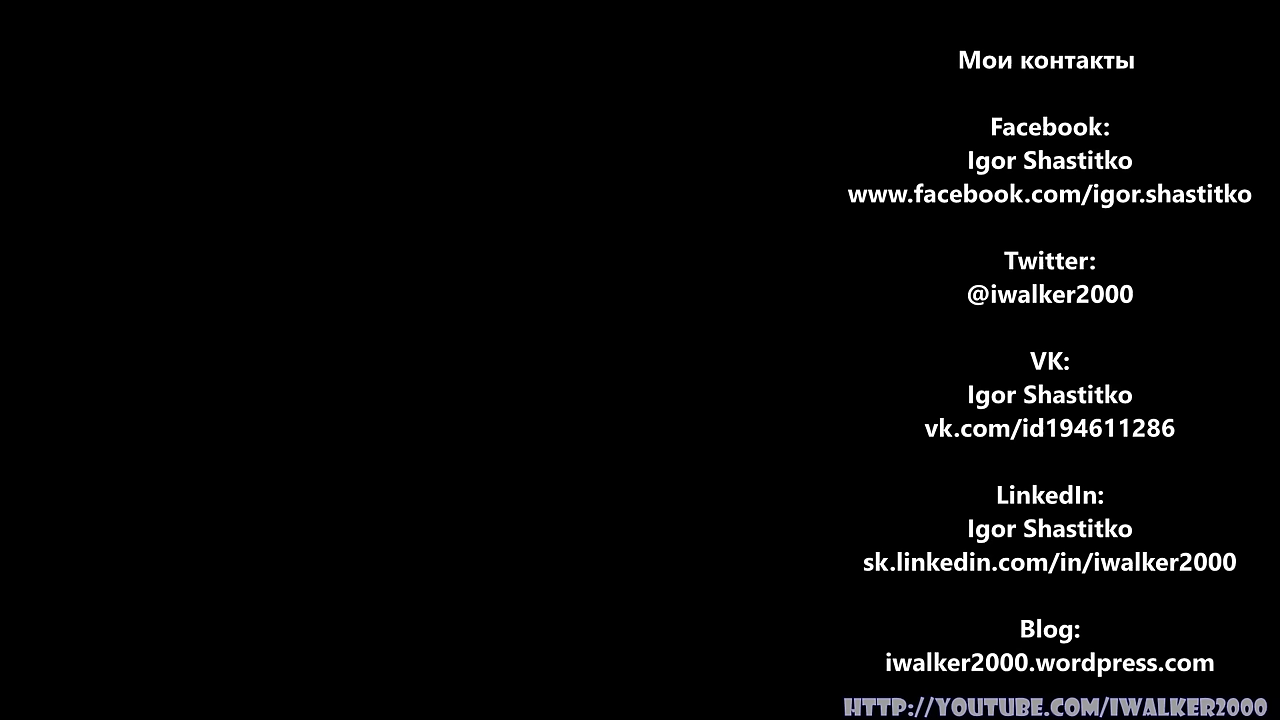 Мои контакты
Facebook:
Igor Shastitko
www.facebook.com/igor.shastitko
Twitter:
@iwalker2000
VK:
Igor Shastitko
vk.com/id194611286
LinkedIn:
Igor Shastitko
sk.linkedin.com/in/iwalker2000
Blog:
iwalker2000.wordpress.com
HTTP://YOUTUBE.COM/IWALKER2000